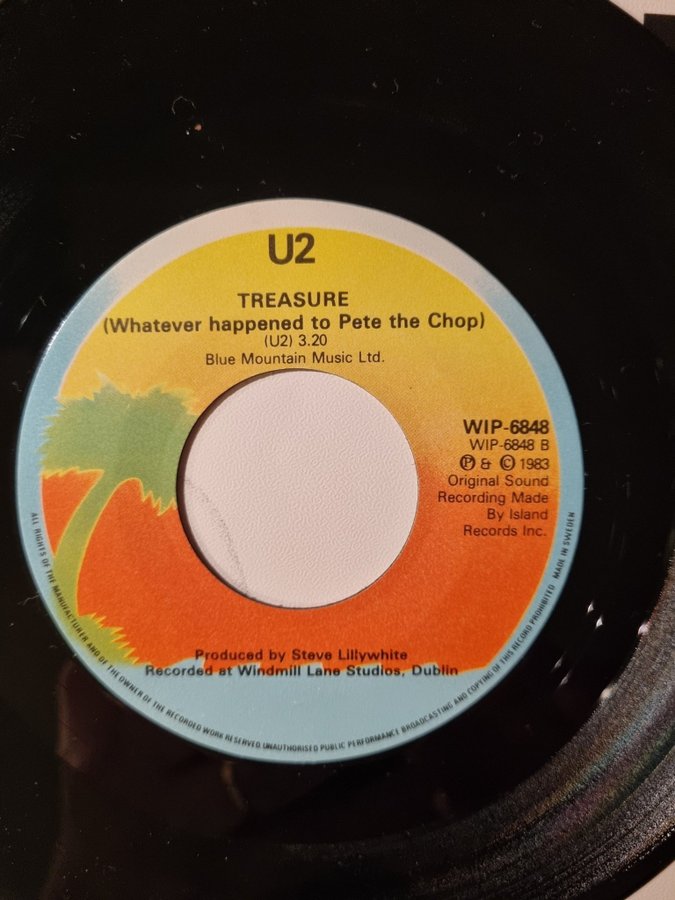 U2
TREASURE
(Whatever happened to Pete the Chop)
(U2) 3.20
Blue Mountain Music Ltd.
WIP-6848
WIP-6848 B
Ⓟ & © 1983
Original Sound
Recording Made
By Island
Records Inc.
Produced by Steve Lillywhite
Recorded at Windmill Lane Studios, Dublin
ALL RIGHTS OF THE MANUFACTURER AND OF THE OWNER OF THE RECORDED WORK RESERVED. UNAUTHORISED PUBLIC PERFORMANCE BROADCASTING AND COPYING OF THIS RECORD PROHIBITED MADE IN SWEDEN